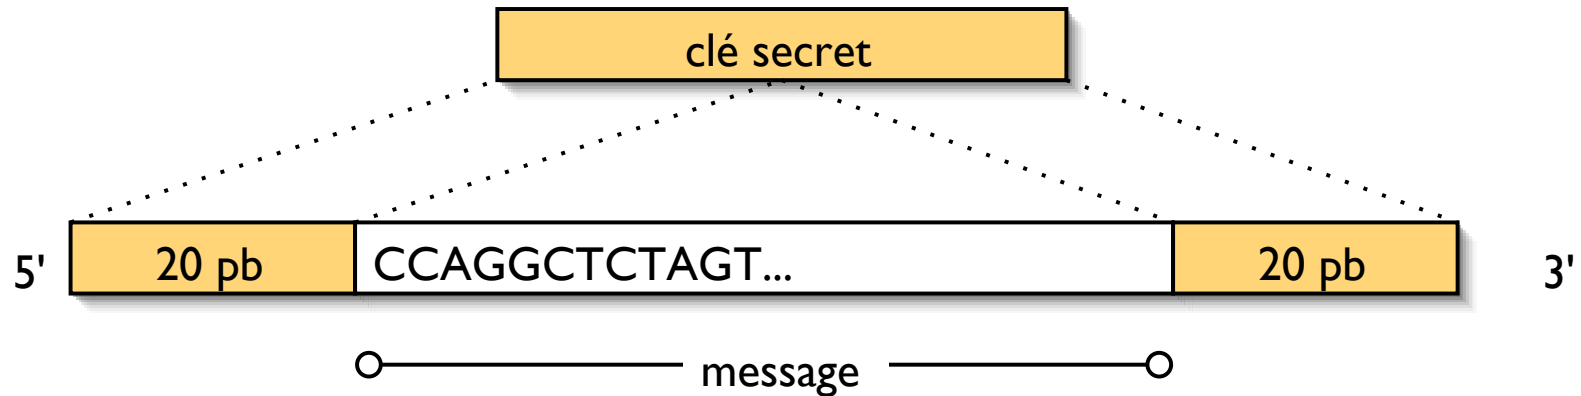 clé secret
5' 20 pb CCAGGCTCTAGT... 20 pb 3'
message